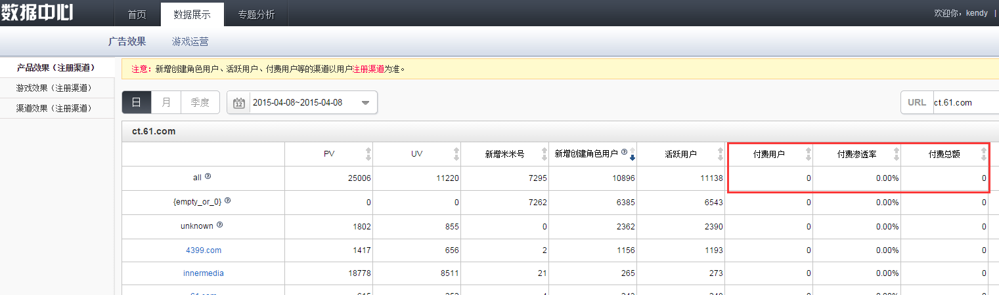 数据中心 首页 数据展示 专题分析 欢迎你，kendy |
广告效果 游戏运营
产品效果（注册渠道）
游戏效果（注册渠道）
渠道效果（注册渠道）
注意：新增创建角色用户、活跃用户、付费用户等的渠道以用户注册渠道为准。
日 月 季度 12 2015-04-08~2015-04-08 URL ct.61.com
ct.61.com
PV UV 新增米米号 新增创建角色用户 ? 活跃用户 付费用户 付费渗透率 付费总额
all ? 25006 11220 7295 10896 11138 0 0.00% 0
{empty_or_0} ? 0 0 7262 6385 6543 0 0.00% 0
unknown ? 1802 855 0 2362 2390 0 0.00% 0
4399.com 1417 656 2 1156 1193 0 0.00% 0
innermedia 18778 8511 21 265 273 0 0.00% 0